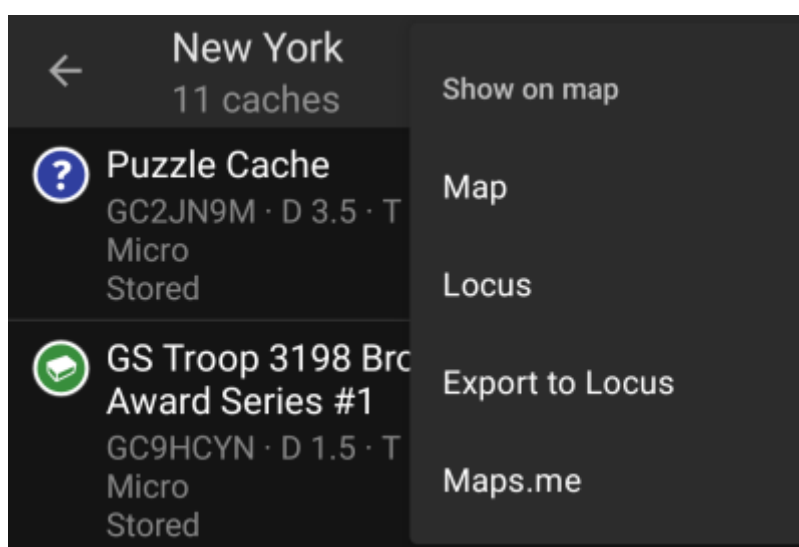 New York
11 caches
Puzzle Cache
GC2JN9M · D 3.5 · T
Micro
Stored
GS Troop 3198 Bro
Award Series #1
GC9HCYN · D 1.5 · T
Micro
Stored
Show on map
Map
Locus
Export to Locus
Maps.me